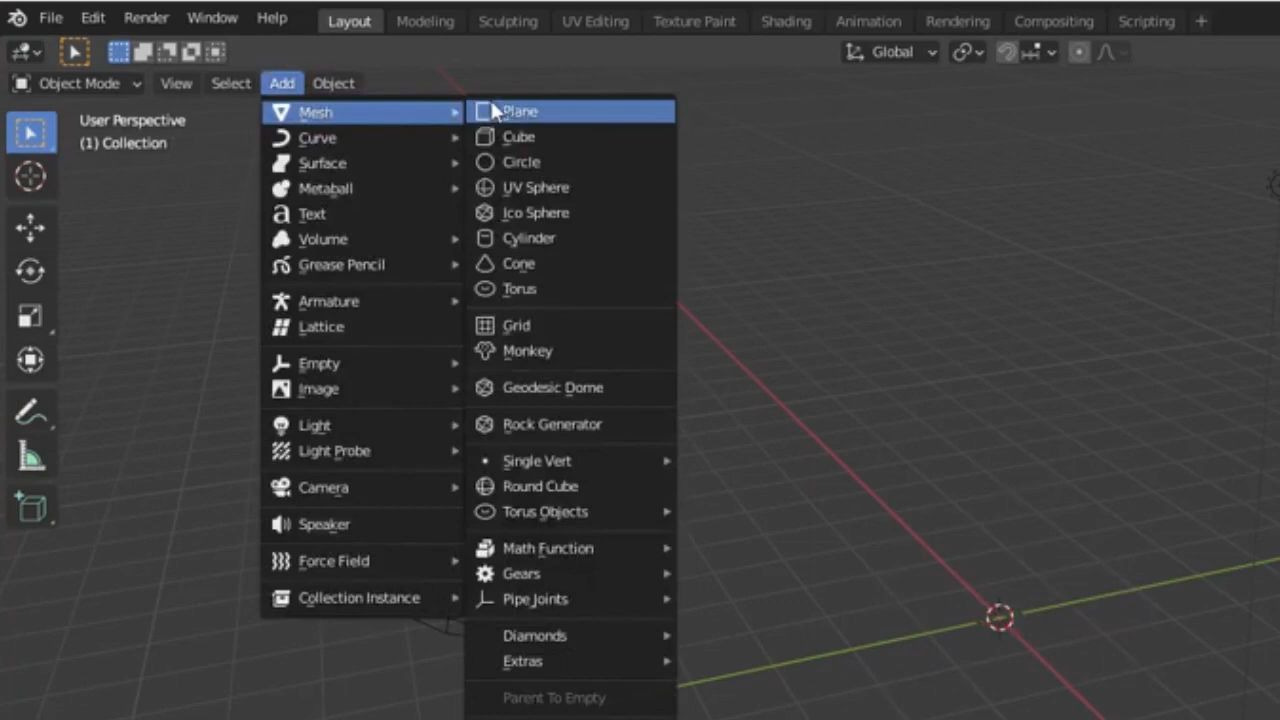 File Edit Render Window Help Layout Modeling Sculpting UV Editing Texture Paint Shading Animation Rendering Compositing Scripting +
Global
Object Mode View Select Add Object
User Perspective
(1) Collection
Mesh
Curve
Surface
Metaball
Text
Volume
Grease Pencil
Armature
Lattice
Empty
Image
Light
Light Probe
Camera
Speaker
Force Field
Collection Instance
Plane
Cube
Circle
UV Sphere
Ico Sphere
Cylinder
Cone
Torus
Grid
Monkey
Geodesic Dome
Rock Generator
Single Vert
Round Cube
Torus Objects
Math Function
Gears
Pipe Joints
Diamonds
Extras
Parent To Empty